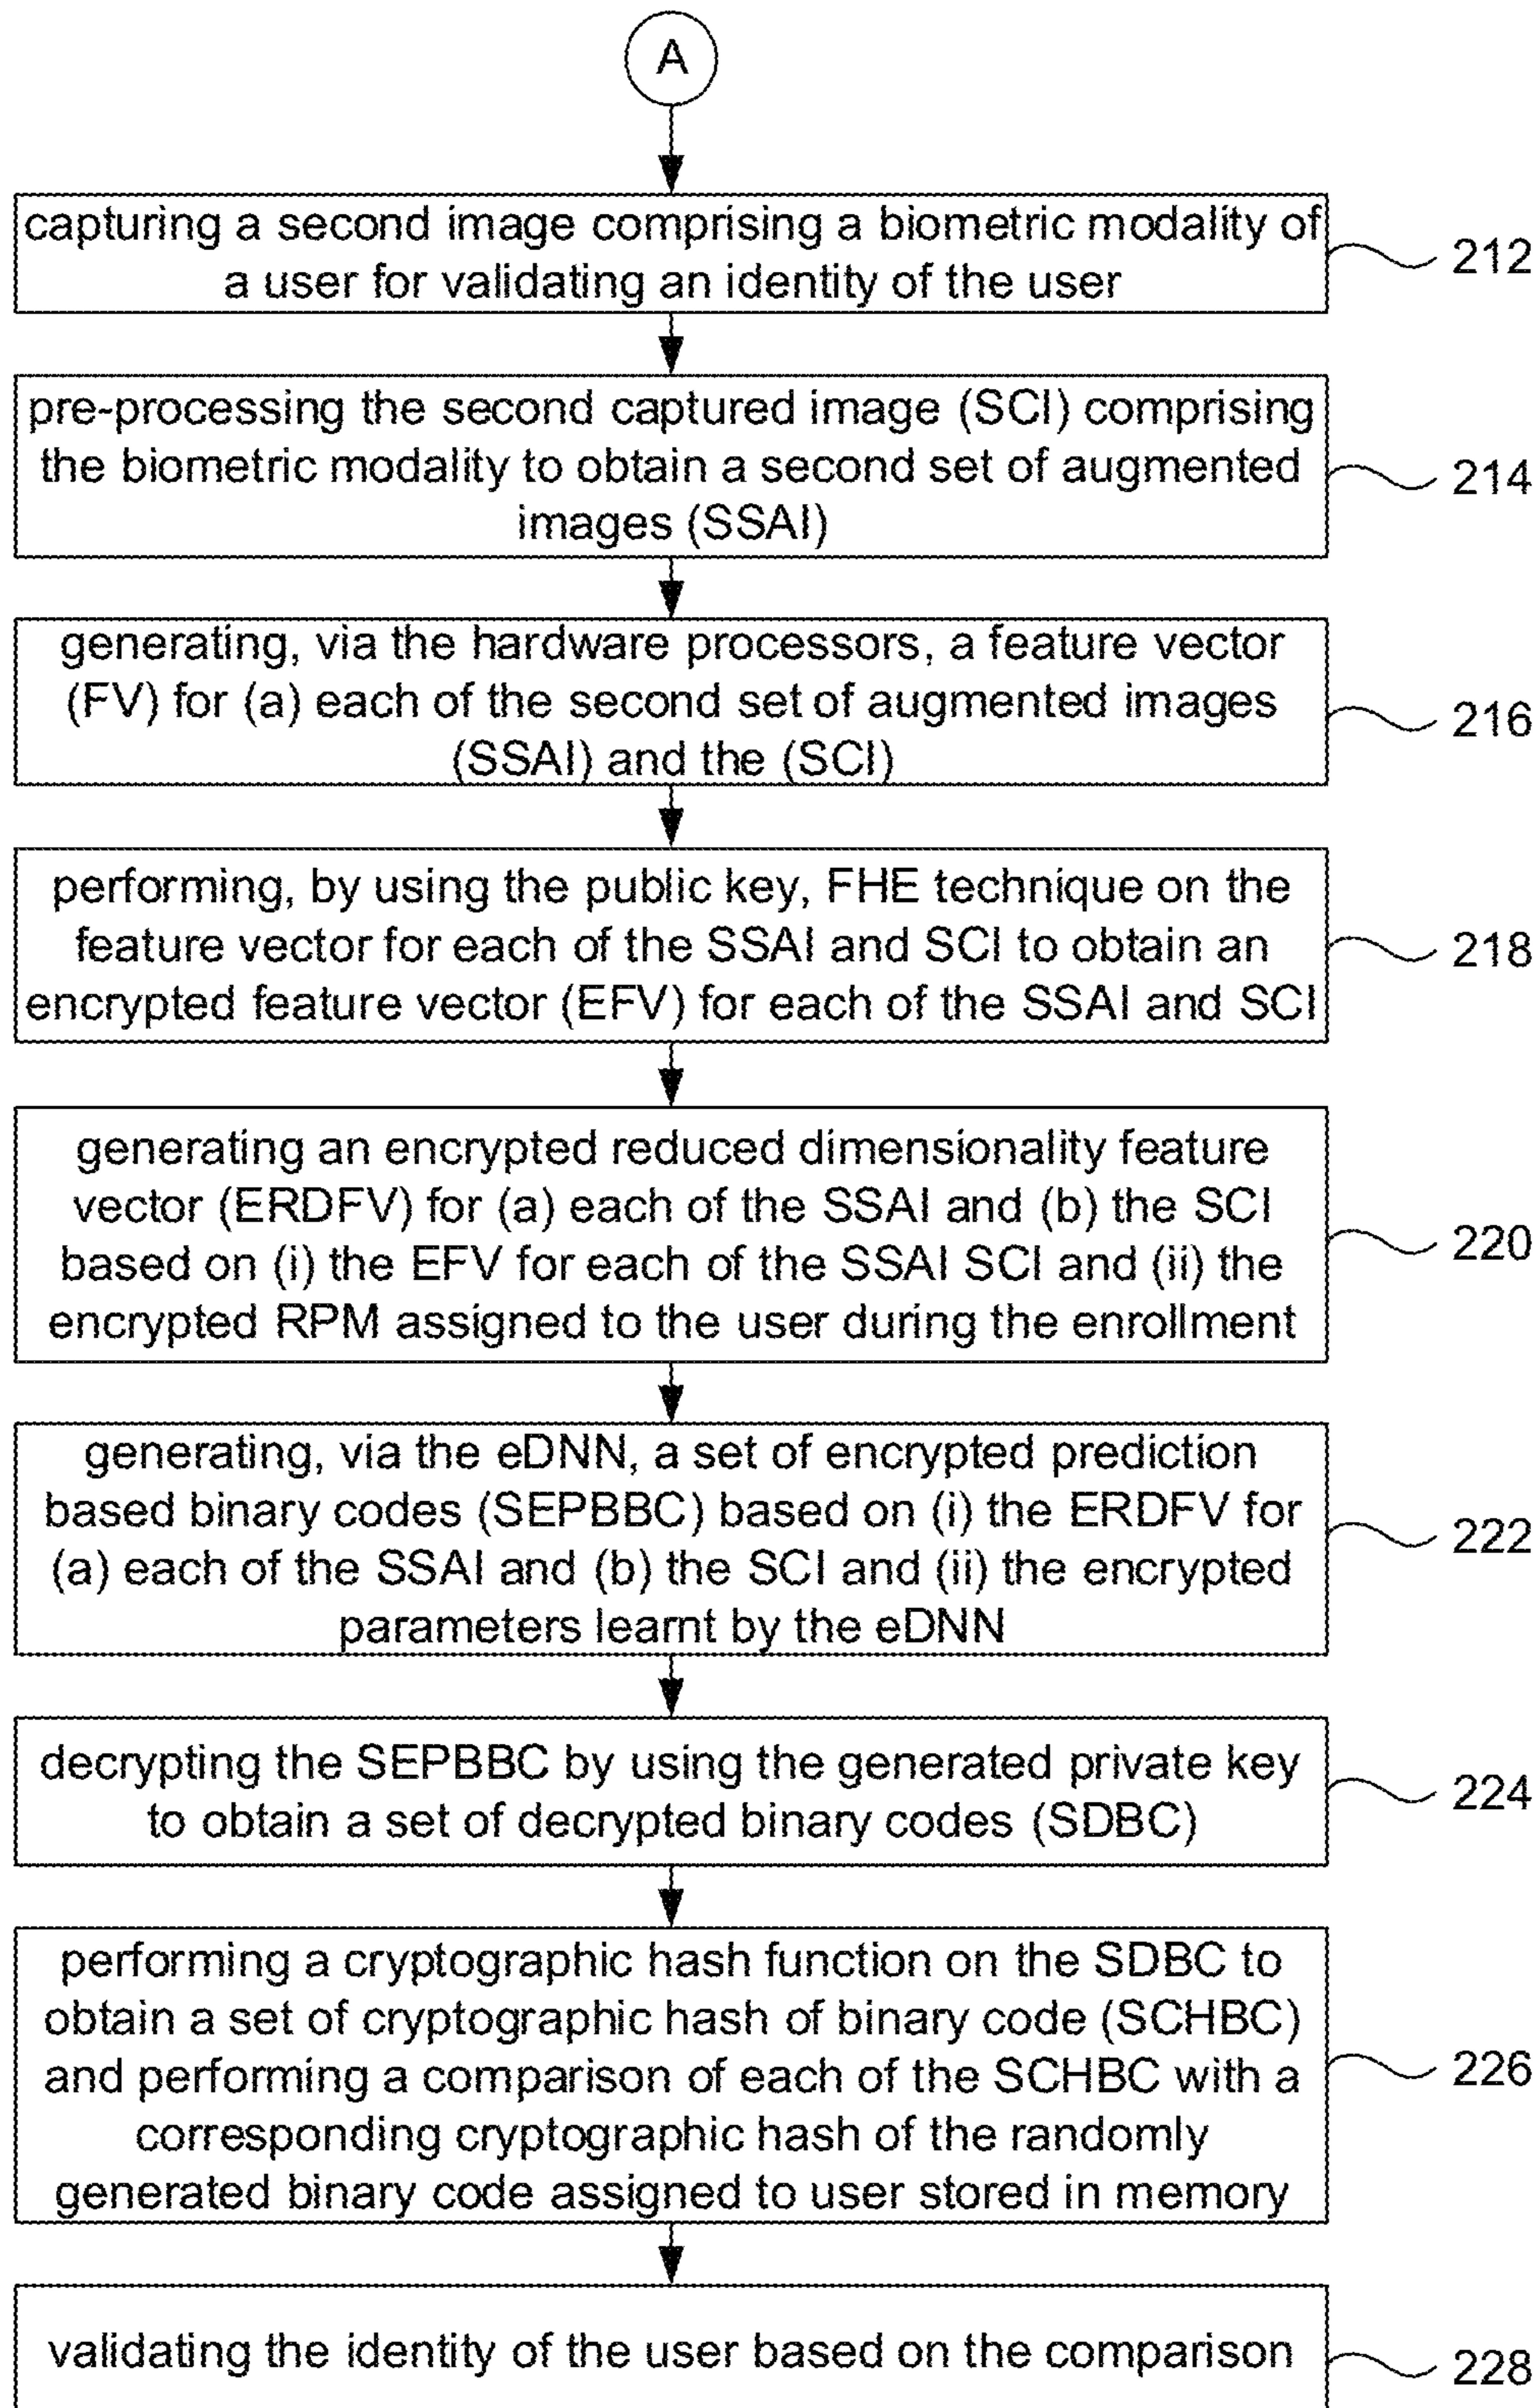 A
capturing a second image comprising a biometric modality of
a user for validating an identity of the user
212
pre-processing the second captured image (SCI) comprising
the biometric modality to obtain a second set of augmented
images (SSAI)
214
generating, via the hardware processors, a feature vector
(FV) for (a) each of the second set of augmented images
(SSAI) and the (SCI)
216
performing, by using the public key, FHE technique on the
feature vector for each of the SSAI and SCI to obtain an
encrypted feature vector (EFV) for each of the SSAI and SCI
218
generating an encrypted reduced dimensionality feature
vector (ERDFV) for (a) each of the SSAI and (b) the SCI
based on (i) the EFV for each of the SSAI SCI and (ii) the
encrypted RPM assigned to the user during the enrollment
220
generating, via the eDNN, a set of encrypted prediction
based binary codes (SEPBBC) based on (i) the ERDFV for
(a) each of the SSAI and (b) the SCI and (ii) the encrypted
parameters learnt by the eDNN
222
decrypting the SEPBBC by using the generated private key
to obtain a set of decrypted binary codes (SDBC)
224
performing a cryptographic hash function on the SDBC to
obtain a set of cryptographic hash of binary code (SCHBC)
and performing a comparison of each of the SCHBC with a
corresponding cryptographic hash of the randomly
generated binary code assigned to user stored in memory
226
validating the identity of the user based on the comparison
228